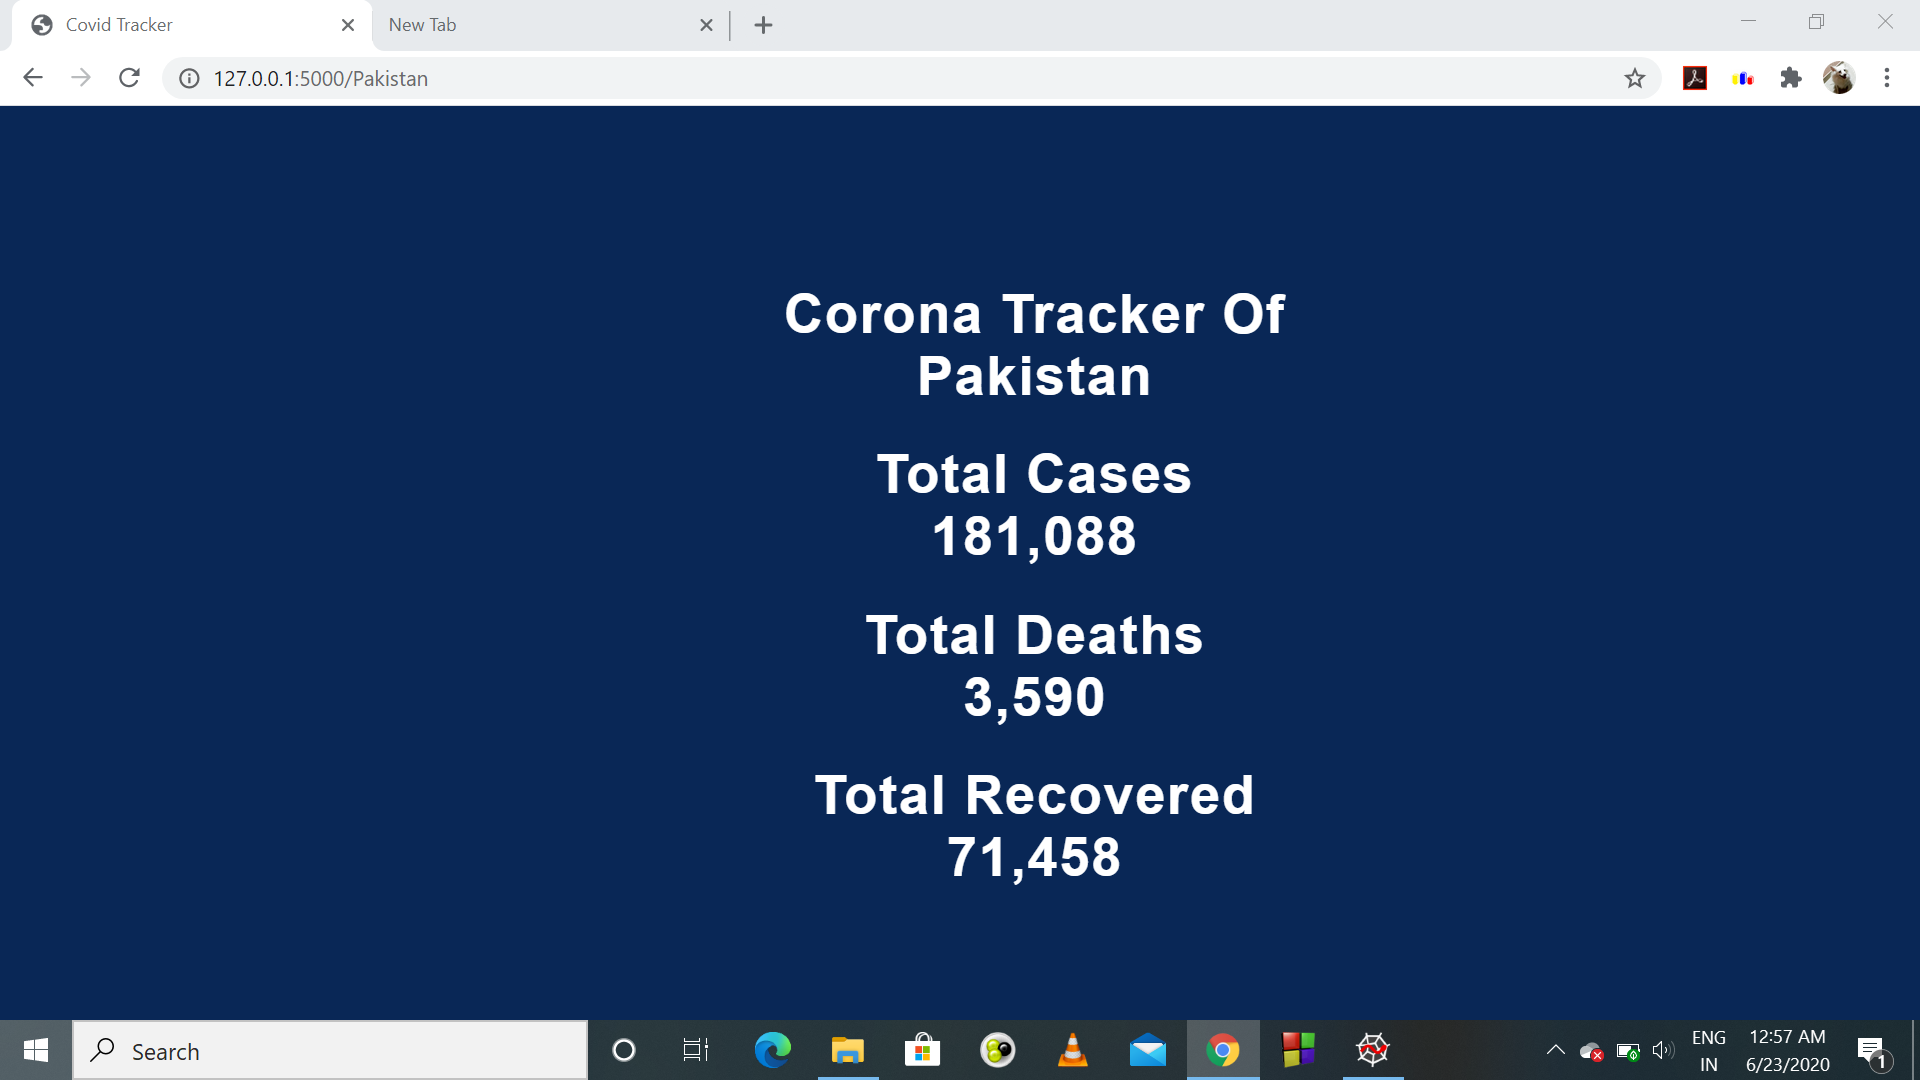 Covid Tracker
New Tab
127.0.0.1:5000/Pakistan
Corona Tracker Of
Pakistan
Total Cases
181,088
Total Deaths
3,590
Total Recovered
71,458
Search
ENG
IN
12:57 AM
6/23/2020
1